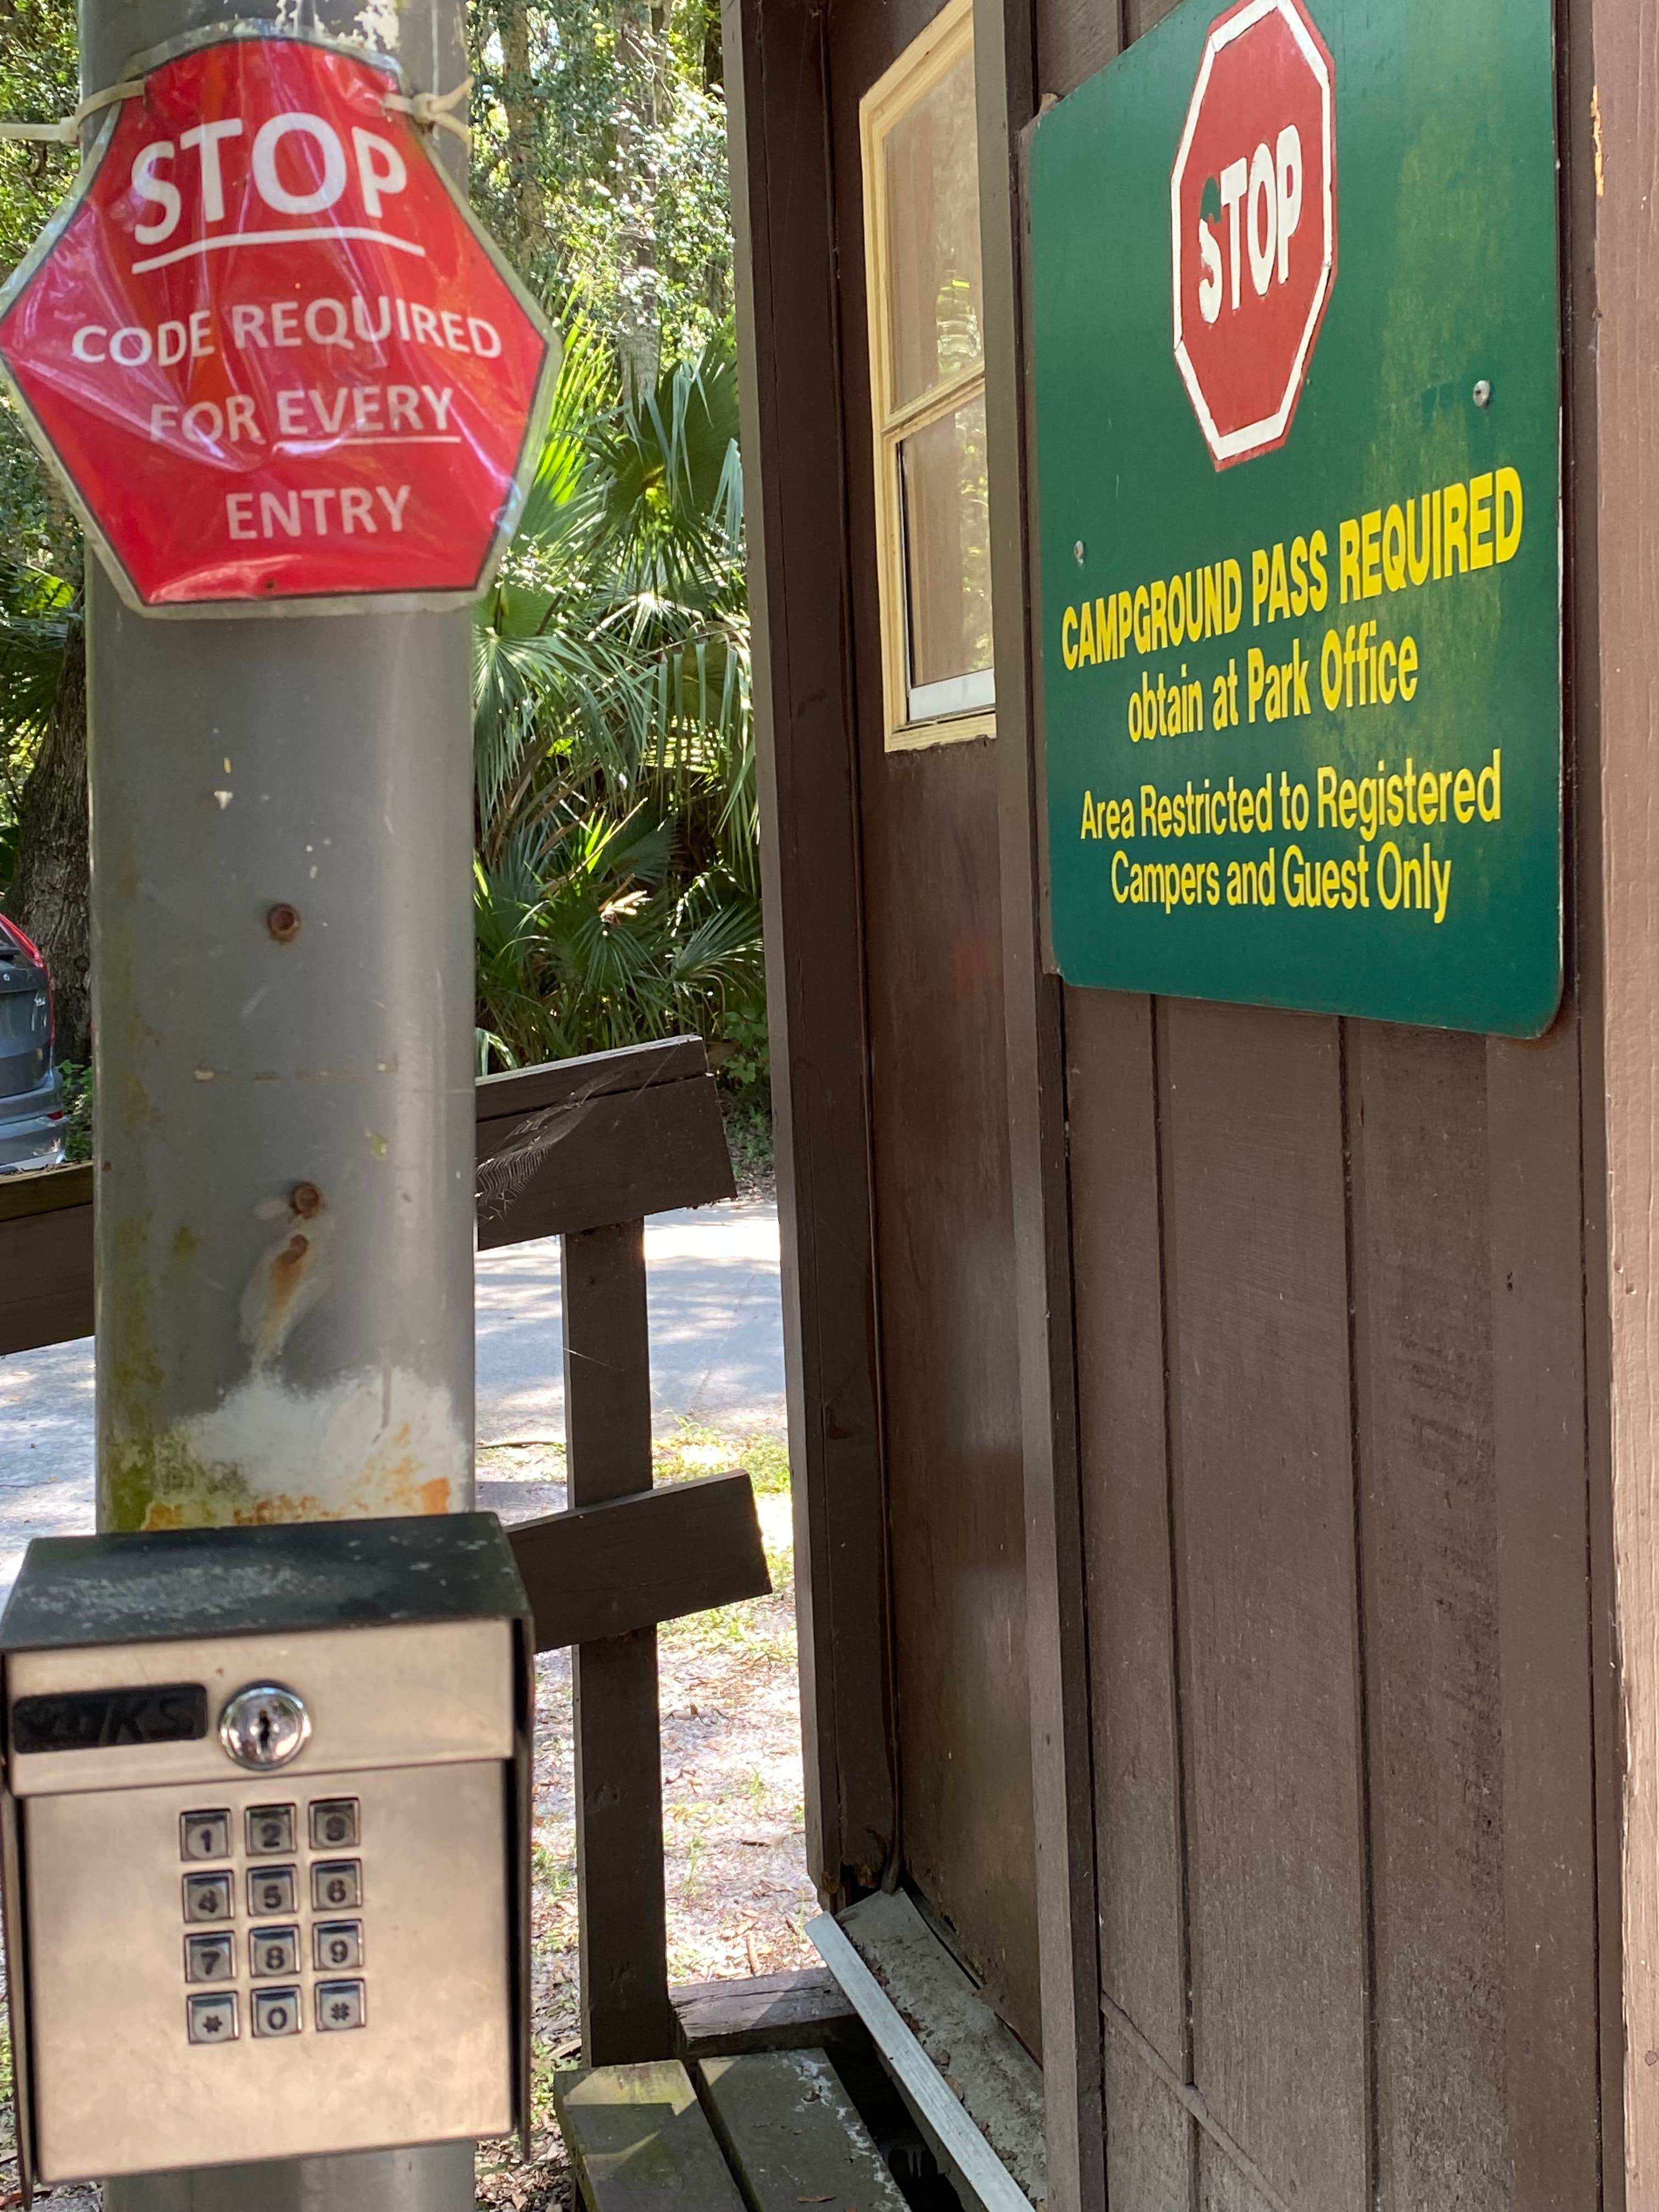 STOP
CODE REQUIRED
FOR EVERY
ENTRY
STOP
CAMPGROUND PASS REQUIRED
obtain at Park Office
Area Restricted to Registered
Campers and Guest Only
1 2 3
4 5 6
7 8 9
* 0 #